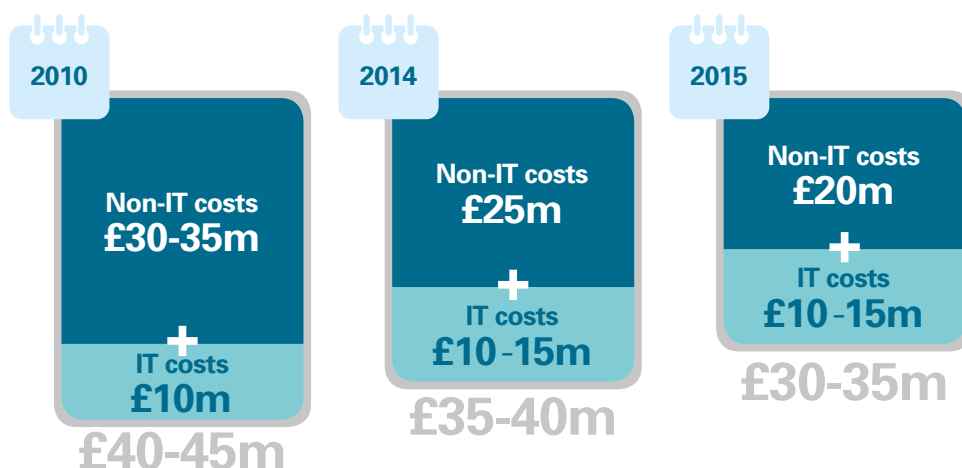 2010
Non-IT costs
£30-35m
+
IT costs
£10m
£40-45m
2014
Non-IT costs
£25m
+
IT costs
£10-15m
£35-40m
2015
Non-IT costs
£20m
+
IT costs
£10-15m
£30-35m